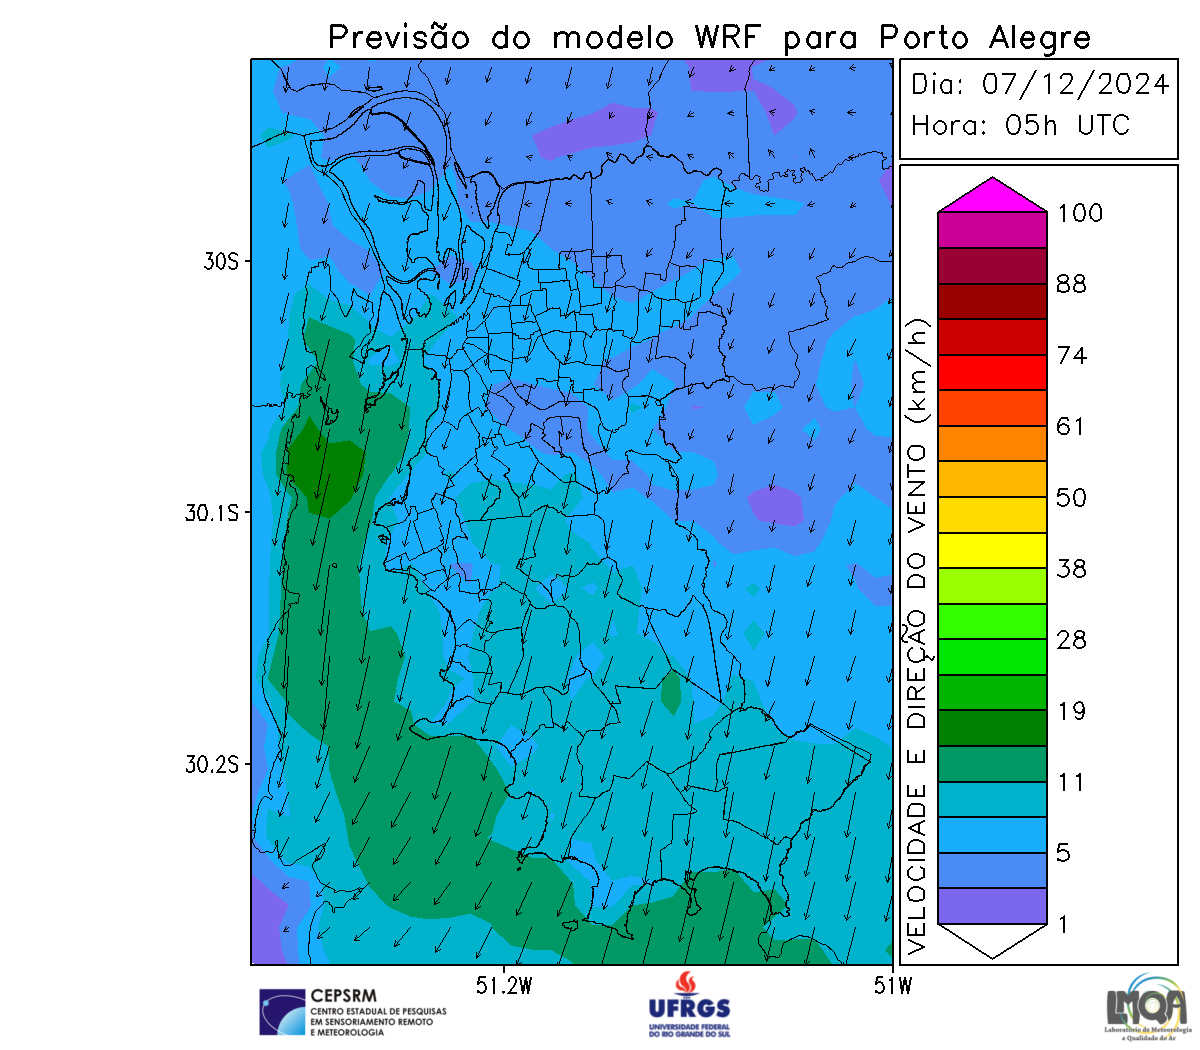 Previsão do modelo WRF para Porto Alegre
Dia: 07/12/2024
Hora: 05h UTC
30S
30.1S
30.2S
51.2W
51W
VELOCIDADE E DIREÇÃO DO VENTO (km/h)
100
88
74
61
50
38
28
19
11
5
1
CEPSRM
CENTRO ESTADUAL DE PESQUISAS
EM SENSORIAMENTO REMOTO
E METEOROLOGIA
UFRGS
UNIVERSIDADE FEDERAL
DO RIO GRANDE DO SUL
LMQA
Laboratório de Meteorologia
e Qualidade do Ar